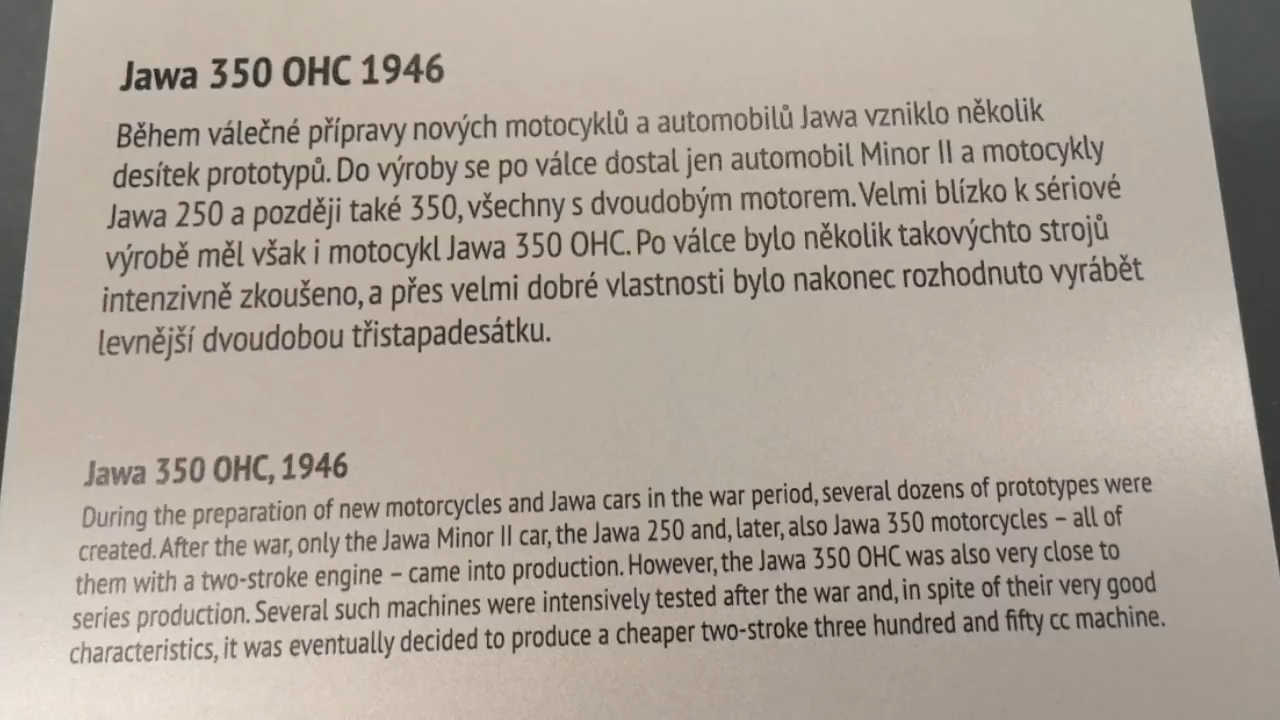 Jawa 350 OHC 1946
Během válečné přípravy nových motocyklů a automobilů Jawa vzniklo několik
desítek prototypů. Do výroby se po válce dostal jen automobil Minor II a motocykly
Jawa 250 a později také 350, všechny s dvoudobým motorem. Velmi blízko k sériové
výrobě měl však i motocykl Jawa 350 OHC. Po válce bylo několik takovýchto strojů
intenzivně zkoušeno, a přes velmi dobré vlastnosti bylo nakonec rozhodnuto vyrábět
levnější dvoudobou třistapadesátku.
Jawa 350 OHC, 1946
During the preparation of new motorcycles and Jawa cars in the war period, several dozens of prototypes were
created. After the war, only the Jawa Minor II car, the Jawa 250 and, later, also Jawa 350 motorcycles – all of
them with a two-stroke engine – came into production. However, the Jawa 350 OHC was also very close to
series production. Several such machines were intensively tested after the war and, in spite of their very good
characteristics, it was eventually decided to produce a cheaper two-stroke three hundred and fifty cc machine.